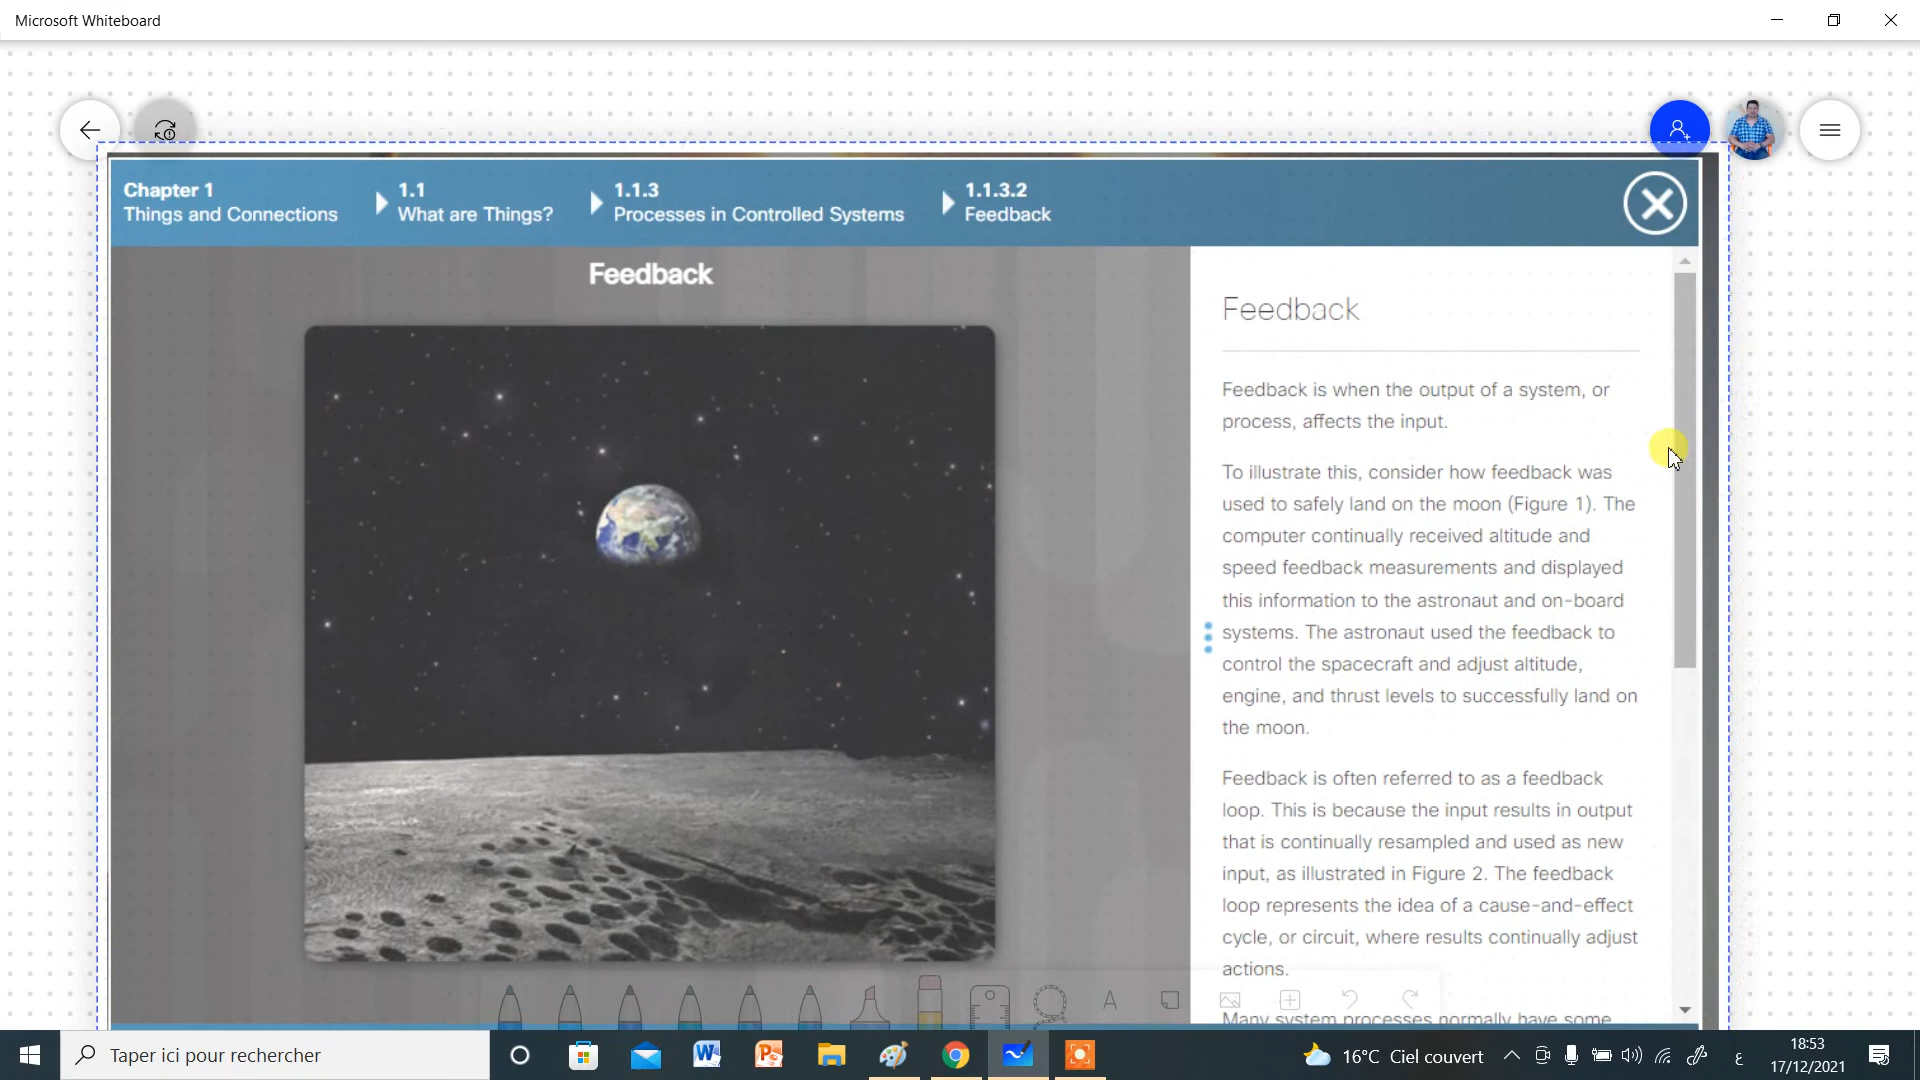 Microsoft Whiteboard
Chapter 1
Things and Connections
1.1
What are Things?
1.1.3
Processes in Controlled Systems
1.1.3.2
Feedback
Feedback
Feedback
Feedback is when the output of a system, or
process, affects the input.
To illustrate this, consider how feedback was
used to safely land on the moon (Figure 1). The
computer continually received altitude and
speed feedback measurements and displayed
this information to the astronaut and on-board
systems. The astronaut used the feedback to
control the spacecraft and adjust altitude,
engine, and thrust levels to successfully land on
the moon.
Feedback is often referred to as a feedback
loop. This is because the input results in output
that is continually resampled and used as new
input, as illustrated in Figure 2. The feedback
loop represents the idea of a cause-and-effect
cycle, or circuit, where results continually adjust
actions.
Many system processes normally have some
A
Taper ici pour rechercher
16°C Ciel couvert
ع
18:53
17/12/2021